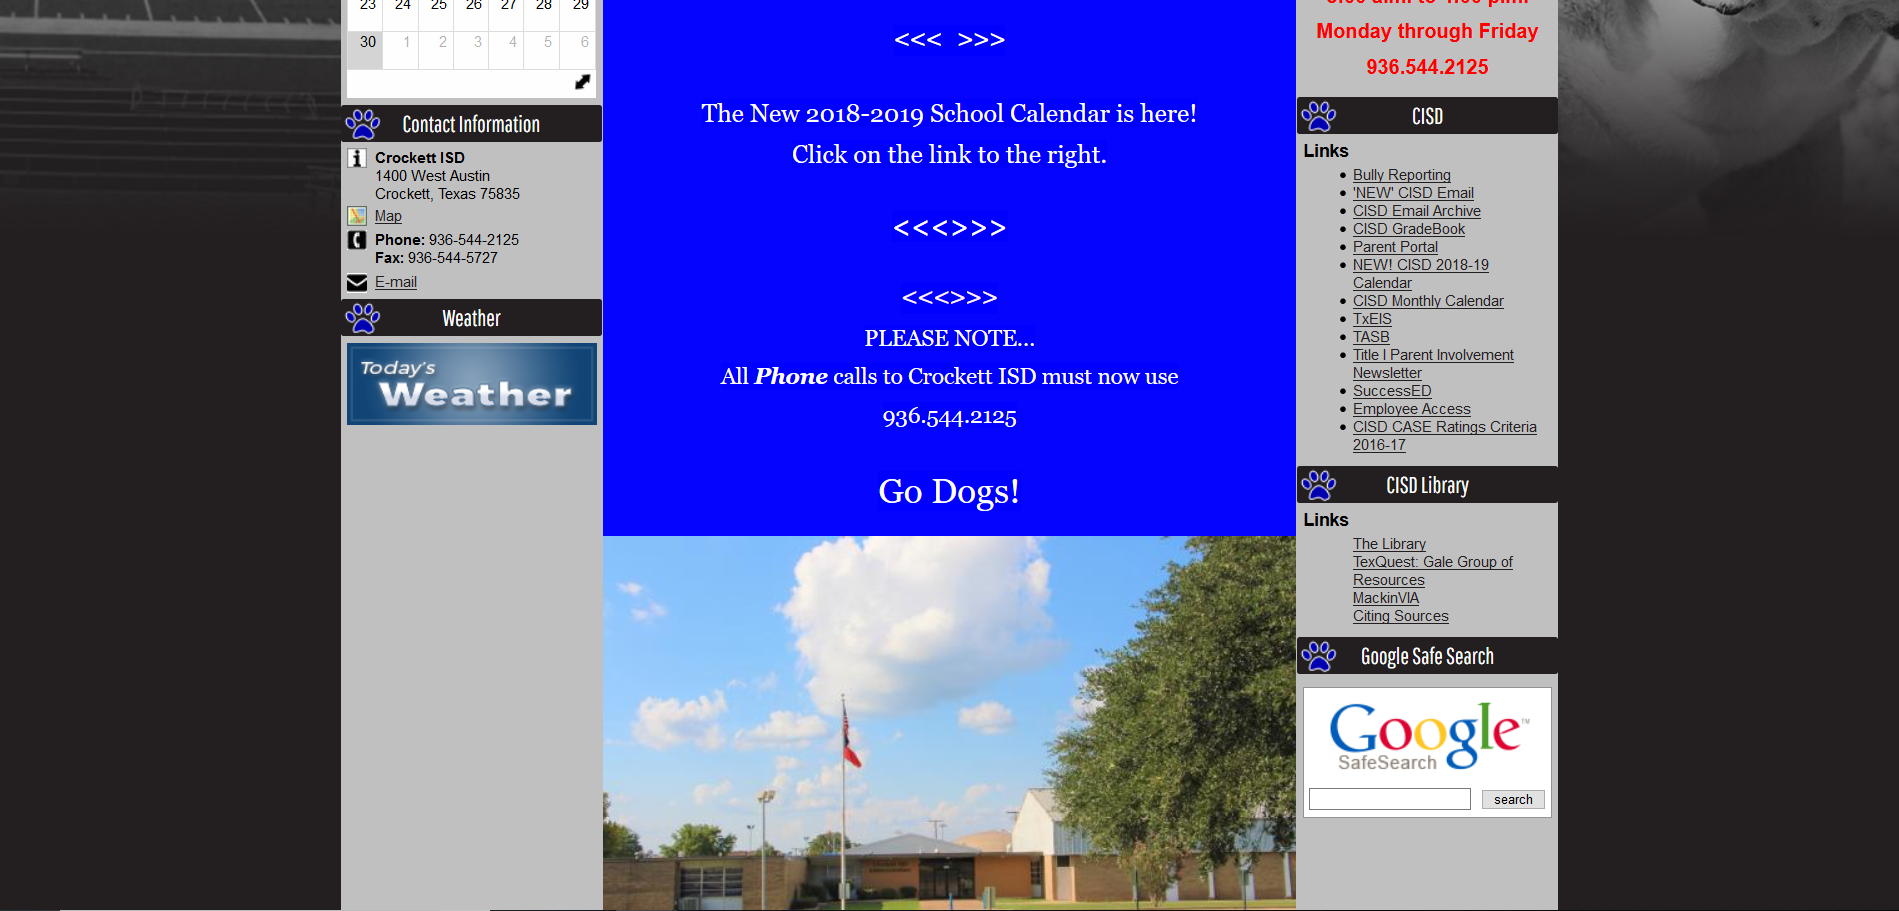 23 24 25 26 27 28 29
30 1 2 3 4 5 6
Contact Information
Crockett ISD
1400 West Austin
Crockett, Texas 75835
Map
Phone: 936-544-2125
Fax: 936-544-5727
E-mail
Weather
Today's
Weather
<<< >>>
The New 2018-2019 School Calendar is here!
Click on the link to the right.
<<<>>>
<<<>>>
PLEASE NOTE...
All Phone calls to Crockett ISD must now use
936.544.2125
Go Dogs!
Monday through Friday
936.544.2125
CISD
Links
Bully Reporting
'NEW' CISD Email
CISD Email Archive
CISD GradeBook
Parent Portal
NEW! CISD 2018-19
Calendar
CISD Monthly Calendar
TxEIS
TASB
Title I Parent Involvement
Newsletter
SuccessED
Employee Access
CISD CASE Ratings Criteria
2016-17
CISD Library
Links
The Library
TexQuest: Gale Group of
Resources
MackinVIA
Citing Sources
Google Safe Search
Google™
SafeSearch
search